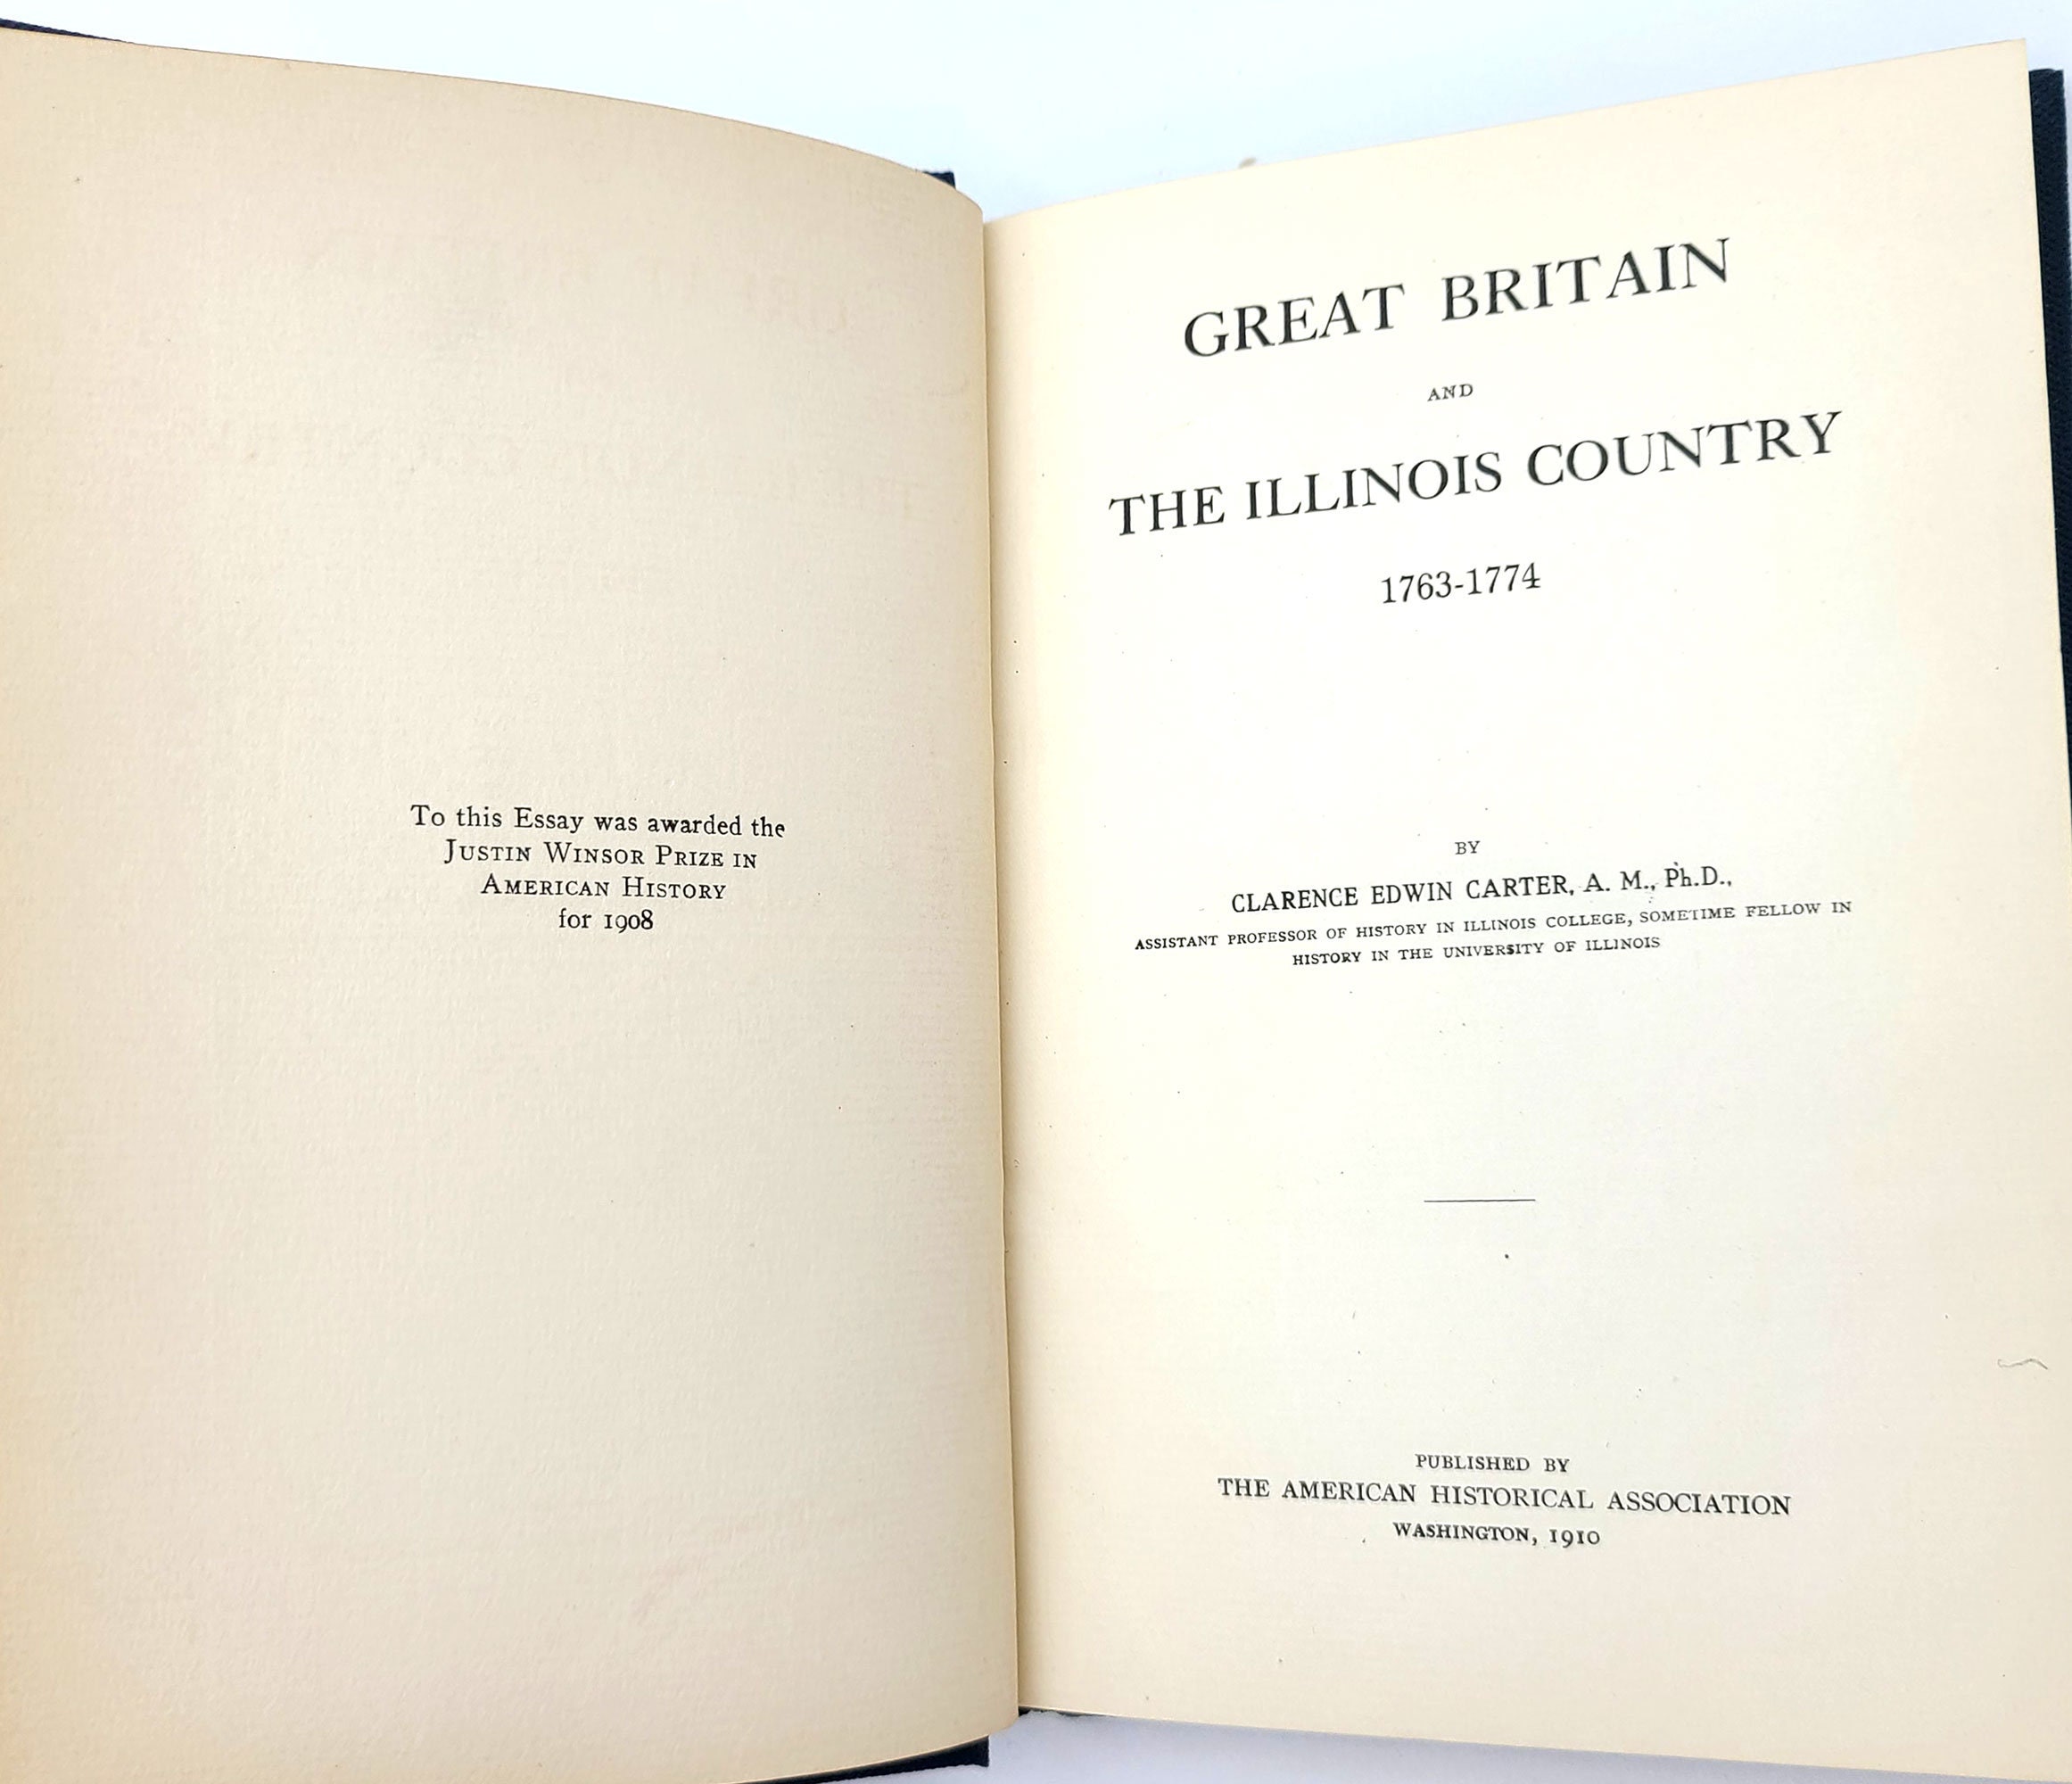 To this Essay was awarded the
JUSTIN WINSOR PRIZE IN
AMERICAN HISTORY
for 1908
GREAT BRITAIN
AND
THE ILLINOIS COUNTRY
1763-1774
BY
CLARENCE EDWIN CARTER, A. M., Ph.D.,
ASSISTANT PROFESSOR OF HISTORY IN ILLINOIS COLLEGE, SOMETIME FELLOW IN
HISTORY IN THE UNIVERSITY OF ILLINOIS
PUBLISHED BY
THE AMERICAN HISTORICAL ASSOCIATION
WASHINGTON, 1910